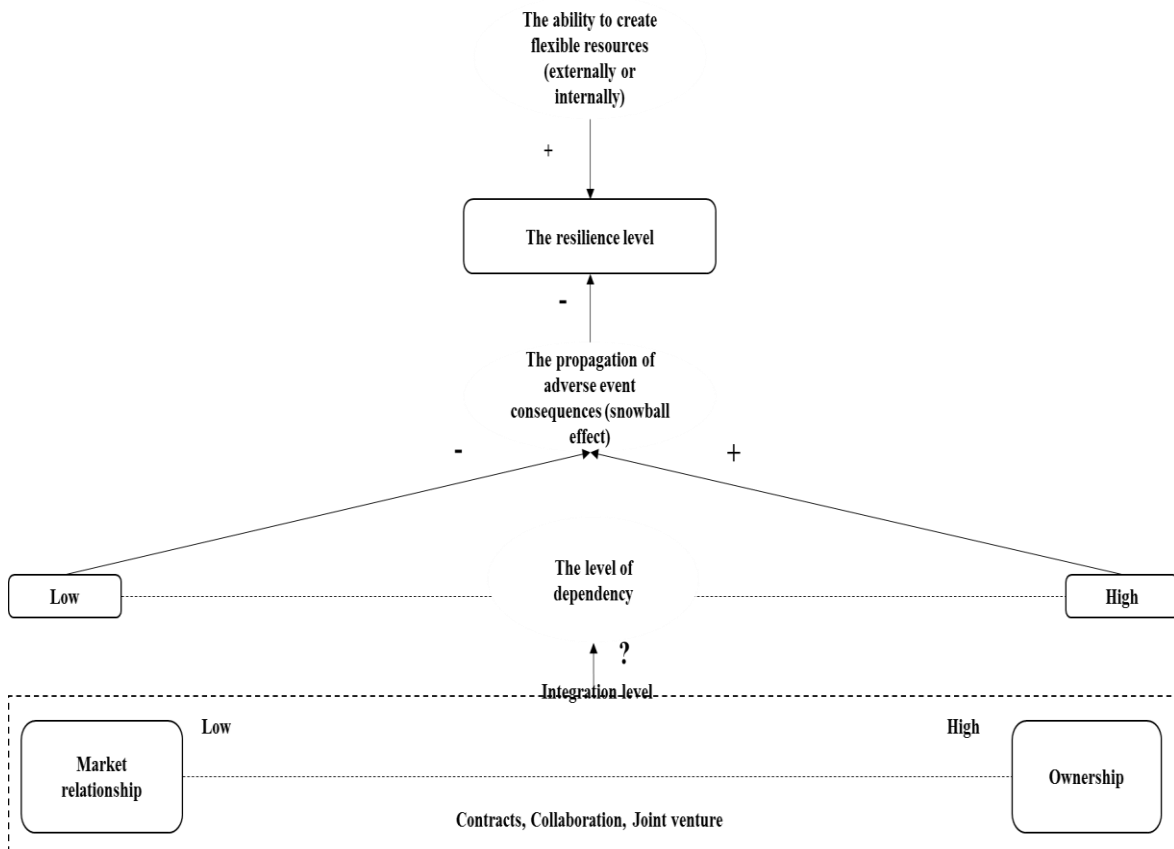 The ability to create
flexible resources
(externally or
internally)
+
The resilience level
-
The propagation of
adverse event
consequences (snowball
effect)
-
+
Low
The level of
dependency
High
?
Integration level
Low
High
Market
relationship
Ownership
Contracts, Collaboration, Joint venture